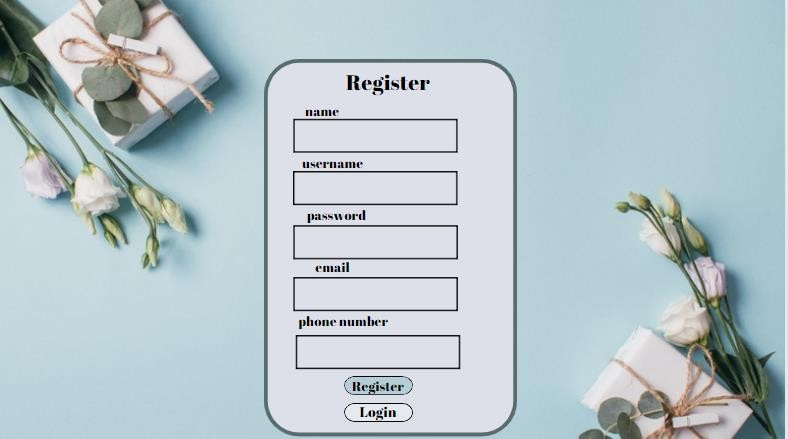 Register
name
username
password
email
phone number
Register
Login